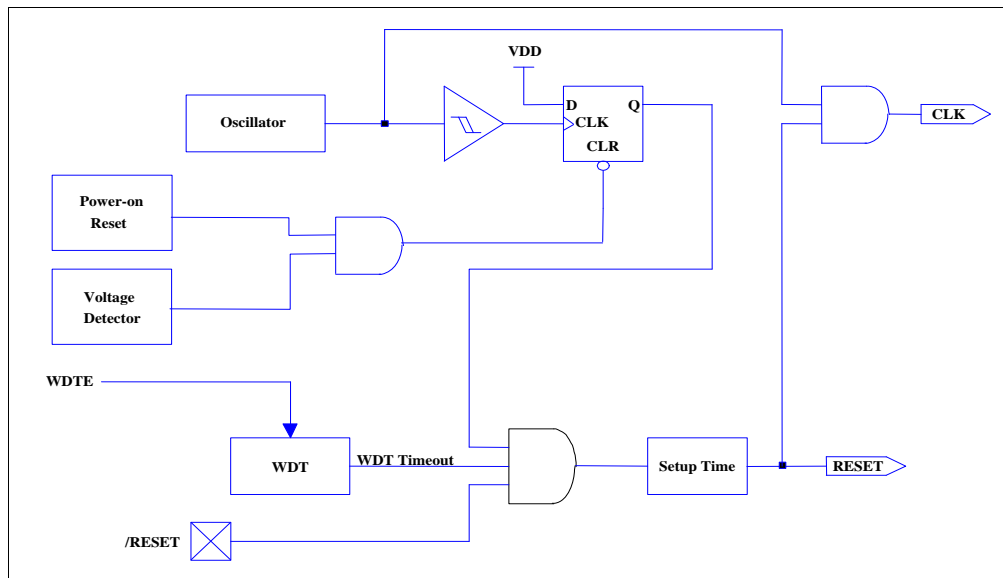 VDD
D
Q
CLK
CLR
Oscillator
CLK
Power-on
Reset
Voltage
Detector
WDTE
WDT
WDT Timeout
Setup Time
RESET
/RESET